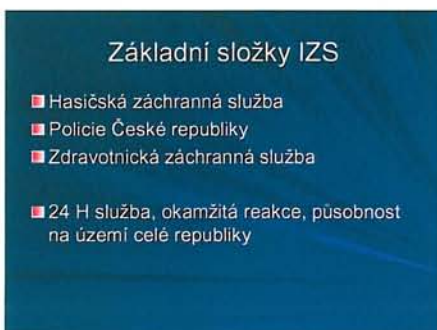 Základní složky IZS
Hasičská záchranná služba
Policie České republiky
Zdravotnická záchranná služba
24 H služba, okamžitá reakce, působnost
na území celé republiky